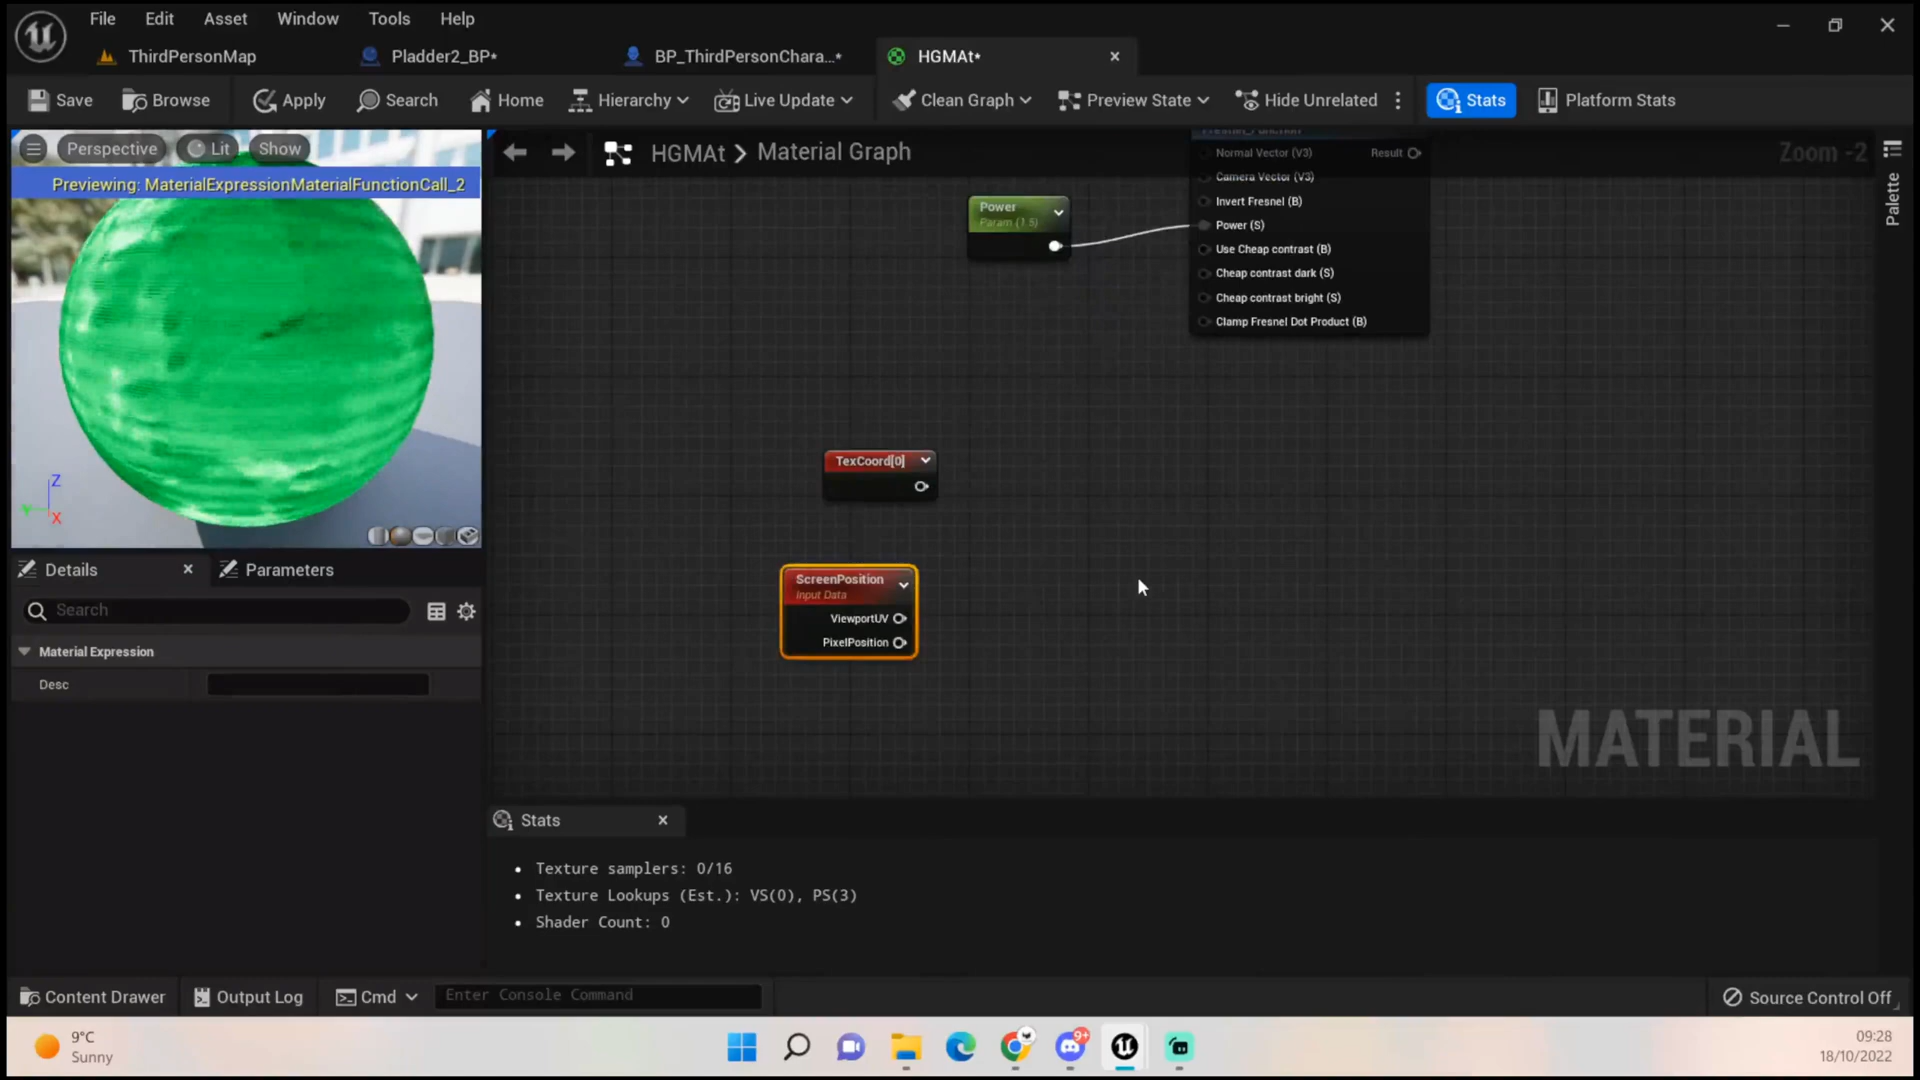 File Edit Asset Window Tools Help
ThirdPersonMap Pladder2_BP* BP_ThirdPersonChara...* HGMAt*
Save Browse Apply Search Home Hierarchy Live Update Clean Graph Preview State Hide Unrelated Stats Platform Stats
Perspective Lit Show
Previewing: MaterialExpressionMaterialFunctionCall_2
HGMAt Material Graph
Zoom -2
Palette
Fresnel_Function
Normal Vector (V3) Result
Camera Vector (V3)
Invert Fresnel (B)
Power (S)
Use Cheap contrast (B)
Cheap contrast dark (S)
Cheap contrast bright (S)
Clamp Fresnel Dot Product (B)
Power
Param (1.5)
TexCoord[0]
ScreenPosition
Input Data
ViewportUV
PixelPosition
MATERIAL
Z
Y
X
Details Parameters
Search
Material Expression
Desc
Stats
Texture samplers: 0/16
Texture Lookups (Est.): VS(0), PS(3)
Shader Count: 0
Content Drawer Output Log Cmd Enter Console Command Source Control Off
9°C
Sunny
9+
09:28
18/10/2022